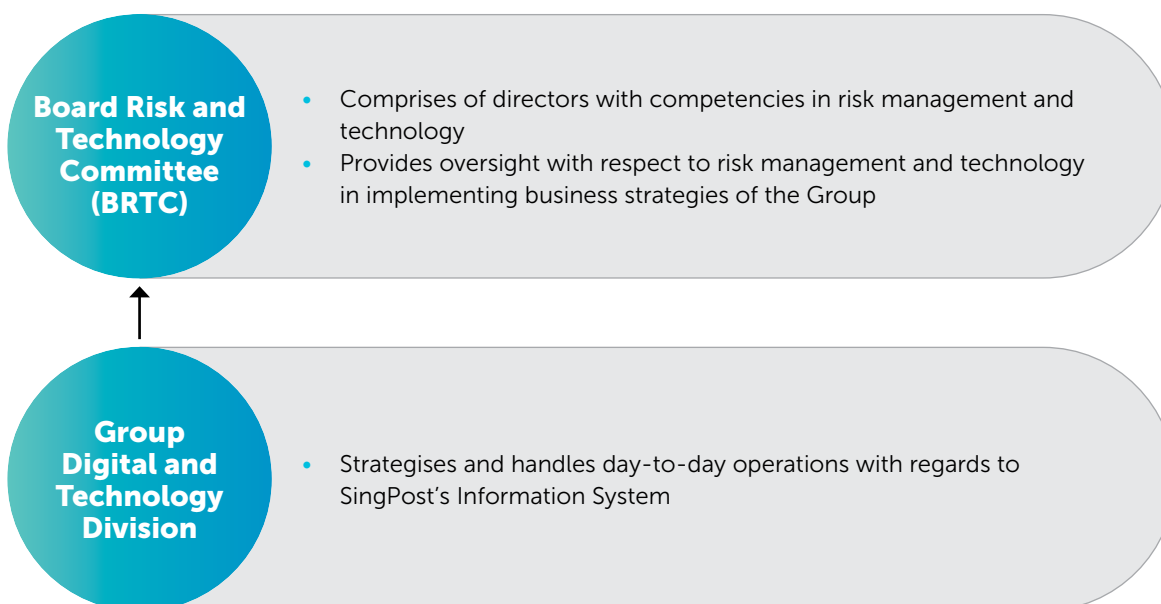 Board Risk and
Technology
Committee
(BRTC)
• Comprises of directors with competencies in risk management and
technology
• Provides oversight with respect to risk management and technology
in implementing business strategies of the Group
Group
Digital and
Technology
Division
• Strategises and handles day-to-day operations with regards to
SingPost’s Information System